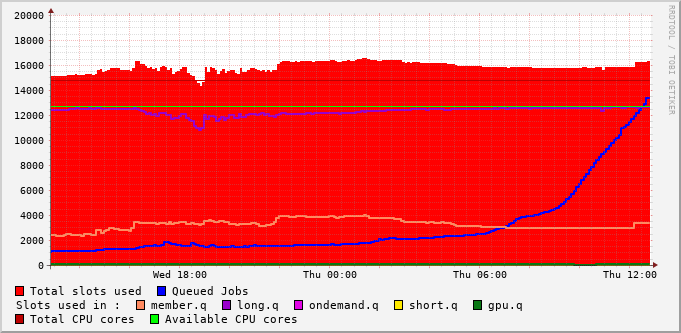 RRDTOOL / TOBI OETIKER
20000
18000
16000
14000
12000
10000
8000
6000
4000
2000
0
Wed 18:00 Thu 00:00 Thu 06:00 Thu 12:00
Total slots used Queued Jobs
Slots used in : member.q long.q ondemand.q short.q gpu.q
Total CPU cores Available CPU cores